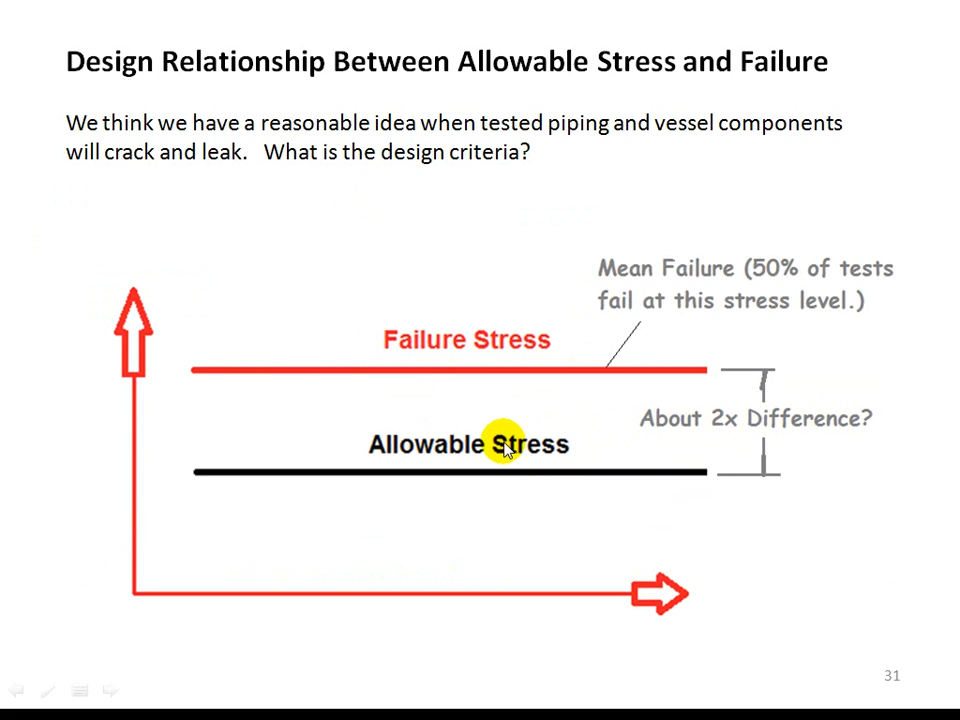 Design Relationship Between Allowable Stress and Failure
We think we have a reasonable idea when tested piping and vessel components
will crack and leak.   What is the design criteria?
Mean Failure (50% of tests
fail at this stress level.)
Failure Stress
About 2x Difference?
Allowable Stress
31